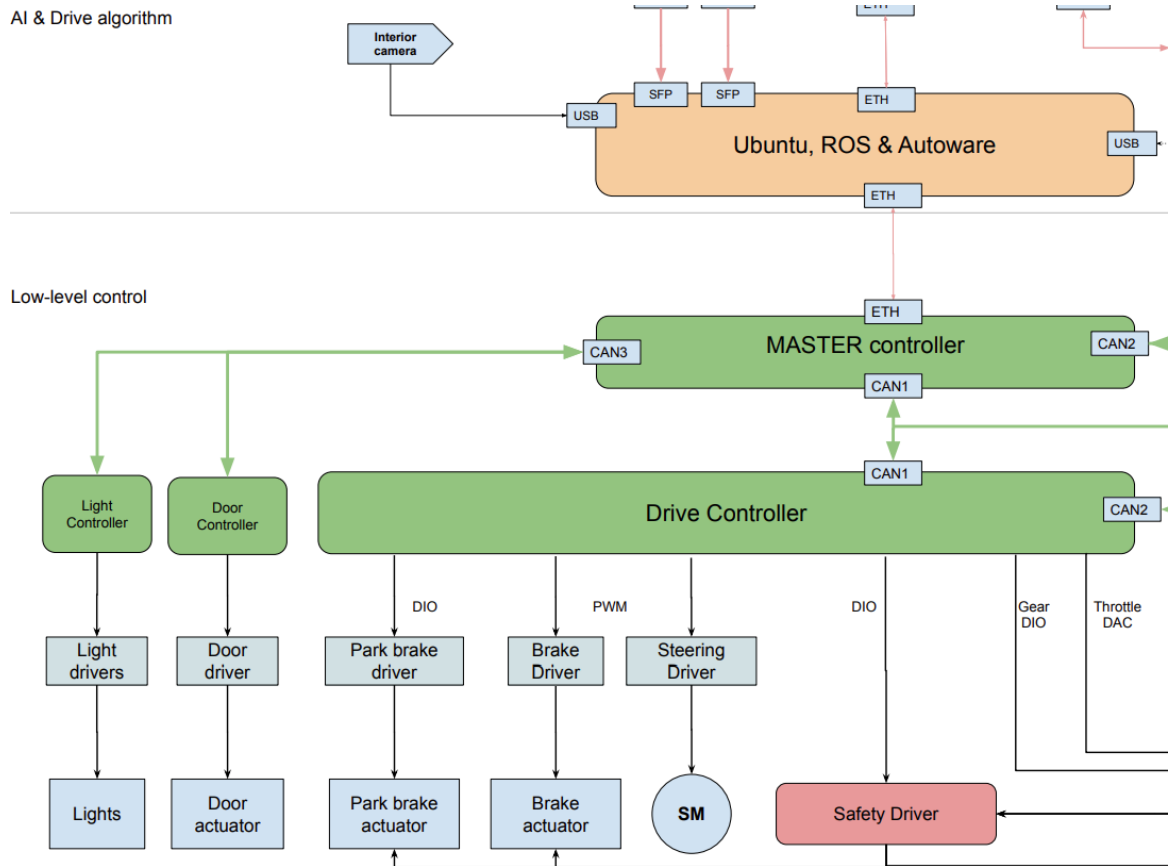 AI & Drive algorithm
ETH
Interior
camera
SFP
SFP
ETH
USB
Ubuntu, ROS & Autoware
USB
ETH
Low-level control
ETH
MASTER controller
CAN3
CAN2
CAN1
CAN1
Light
Controller
Door
Controller
Drive Controller
CAN2
DIO
PWM
DIO
Gear
DIO
Throttle
DAC
Light
drivers
Door
driver
Park brake
driver
Brake
Driver
Steering
Driver
Lights
Door
actuator
Park brake
actuator
Brake
actuator
SM
Safety Driver